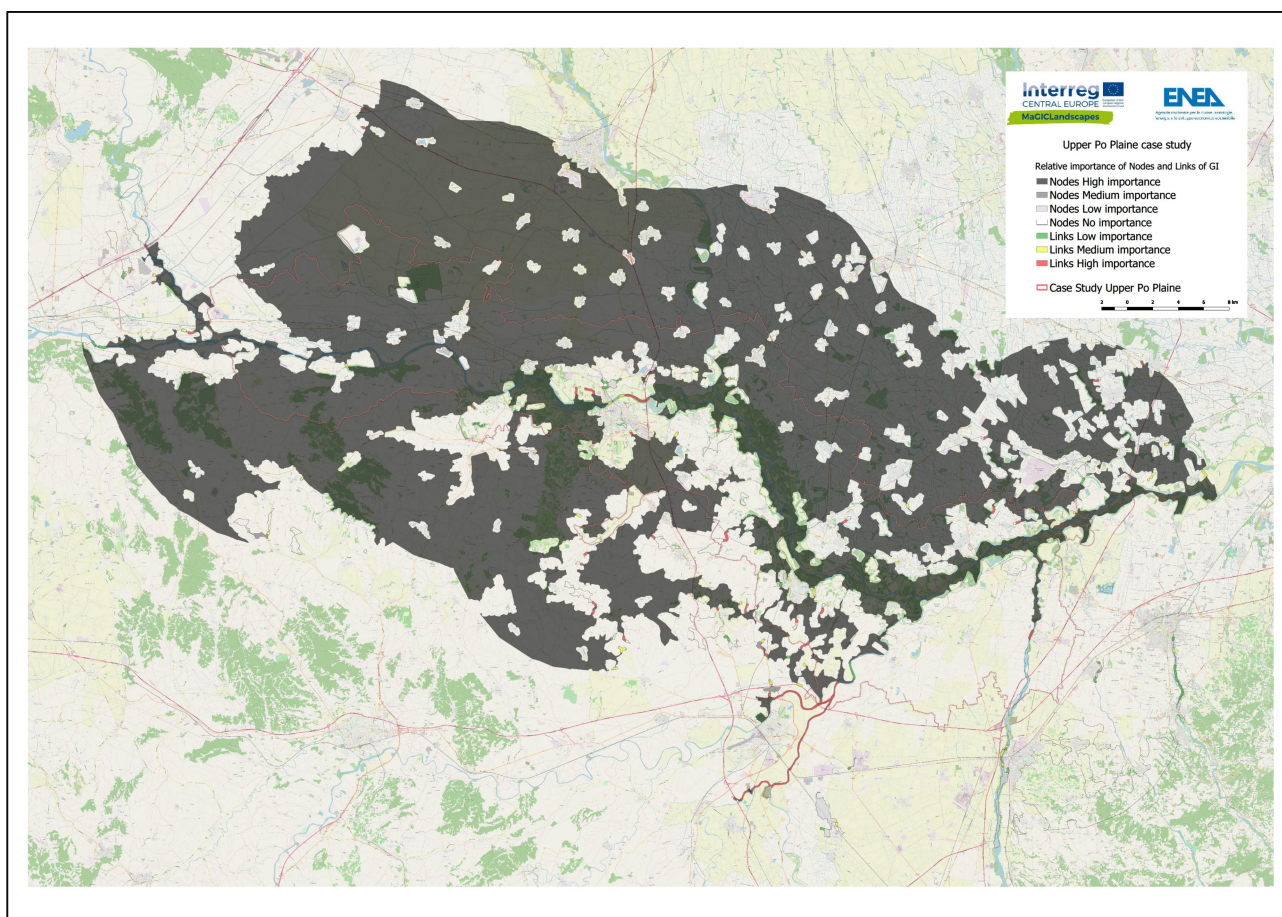 Interreg
CENTRAL EUROPE
MaGICLandscapes
ENEA
Upper Po Plaine case study
Relative importance of Nodes and Links of GI
Nodes High importance
Nodes Medium importance
Nodes Low importance
Nodes No importance
Links Low importance
Links Medium importance
Links High importance
Case Study Upper Po Plaine
2 0 2 4 6 8 km